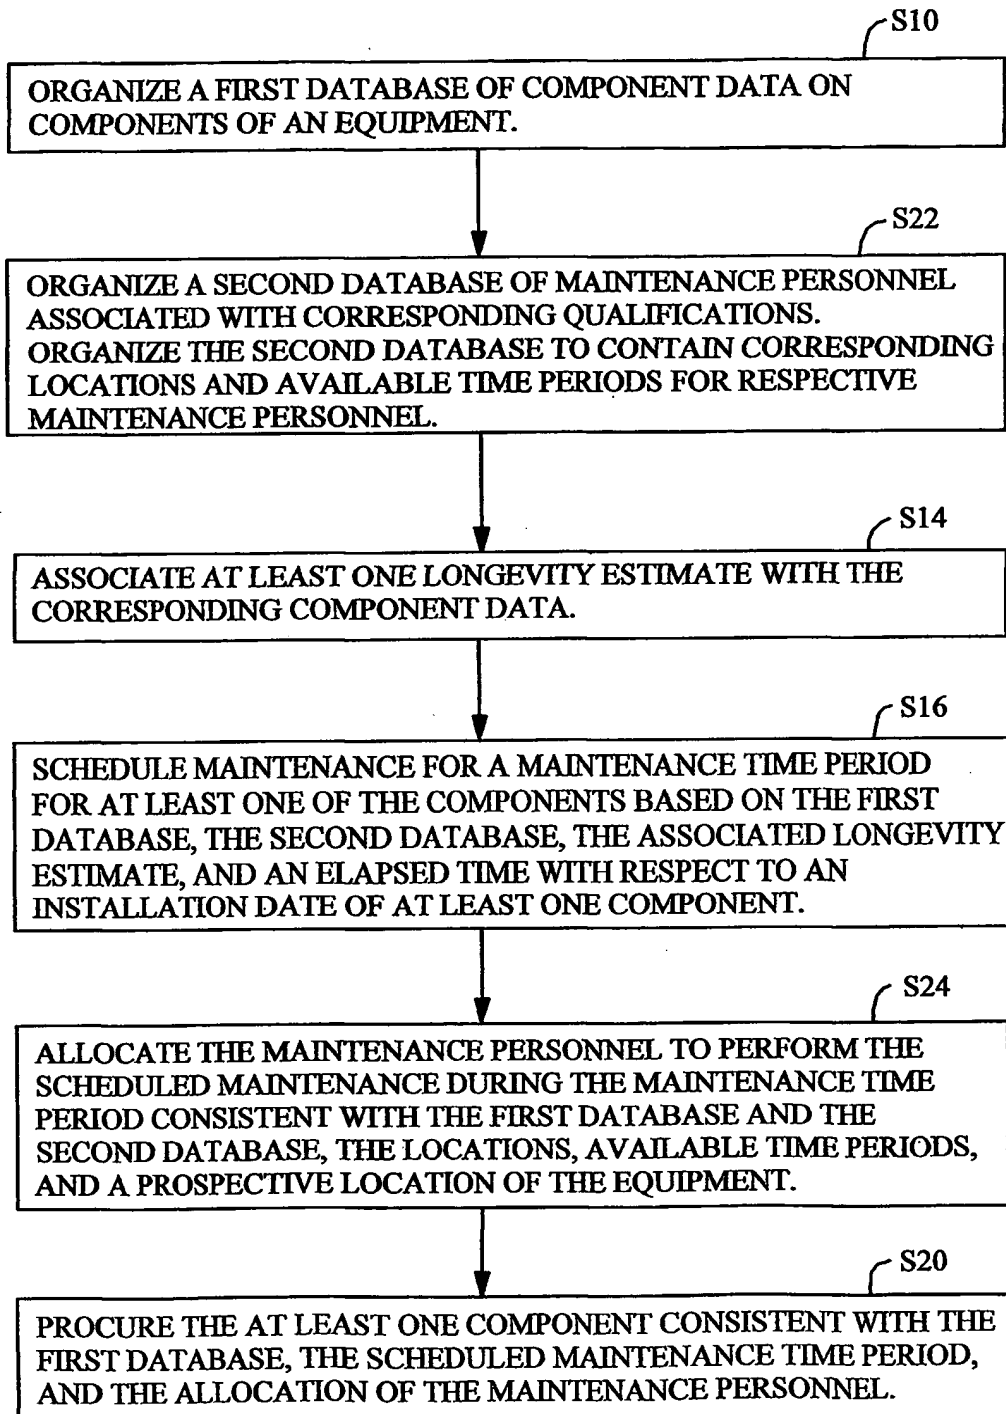 S10
ORGANIZE A FIRST DATABASE OF COMPONENT DATA ON
COMPONENTS OF AN EQUIPMENT.
S22
ORGANIZE A SECOND DATABASE OF MAINTENANCE PERSONNEL
ASSOCIATED WITH CORRESPONDING QUALIFICATIONS.
ORGANIZE THE SECOND DATABASE TO CONTAIN CORRESPONDING
LOCATIONS AND AVAILABLE TIME PERIODS FOR RESPECTIVE
MAINTENANCE PERSONNEL.
S14
ASSOCIATE AT LEAST ONE LONGEVITY ESTIMATE WITH THE
CORRESPONDING COMPONENT DATA.
S16
SCHEDULE MAINTENANCE FOR A MAINTENANCE TIME PERIOD
FOR AT LEAST ONE OF THE COMPONENTS BASED ON THE FIRST
DATABASE, THE SECOND DATABASE, THE ASSOCIATED LONGEVITY
ESTIMATE, AND AN ELAPSED TIME WITH RESPECT TO AN
INSTALLATION DATE OF AT LEAST ONE COMPONENT.
S24
ALLOCATE THE MAINTENANCE PERSONNEL TO PERFORM THE
SCHEDULED MAINTENANCE DURING THE MAINTENANCE TIME
PERIOD CONSISTENT WITH THE FIRST DATABASE AND THE
SECOND DATABASE, THE LOCATIONS, AVAILABLE TIME PERIODS,
AND A PROSPECTIVE LOCATION OF THE EQUIPMENT.
S20
PROCURE THE AT LEAST ONE COMPONENT CONSISTENT WITH THE
FIRST DATABASE, THE SCHEDULED MAINTENANCE TIME PERIOD,
AND THE ALLOCATION OF THE MAINTENANCE PERSONNEL.